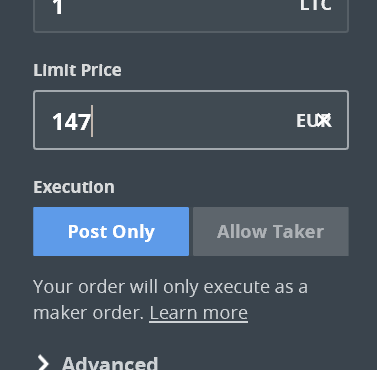 1 LTC
Limit Price
147 EUR
Execution
Post Only Allow Taker
Your order will only execute as a
maker order. Learn more
Advanced